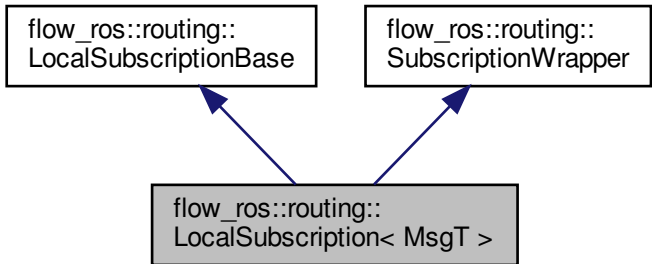 flow_ros::routing::
LocalSubscriptionBase
flow_ros::routing::
SubscriptionWrapper
flow_ros::routing::
LocalSubscription< MsgT >